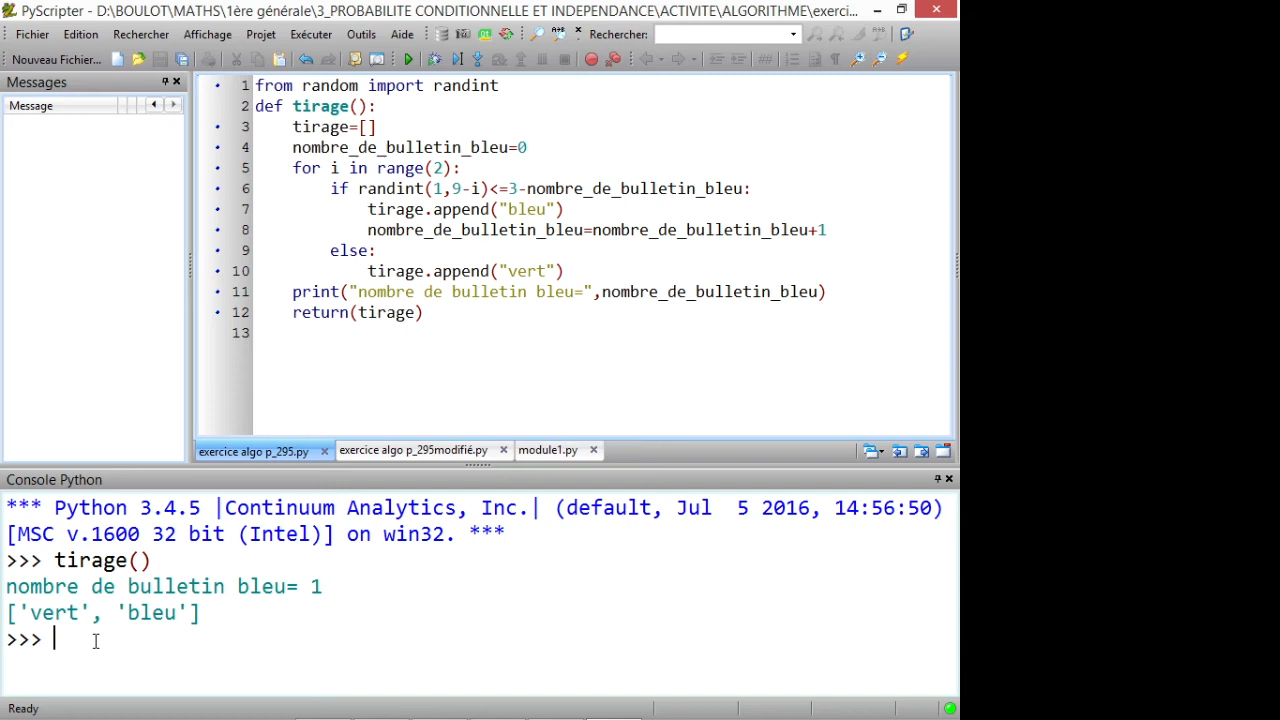 PyScripter - D:\BOULOT\MATHS\1ère générale\3_PROBABILITE CONDITIONNELLE ET INDEPENDANCE\ACTIVITE\ALGORITHME\exerci...
Fichier Edition Rechercher Affichage Projet Exécuter Outils Aide Rechercher:
Nouveau Fichier...
Messages
Message
1 from random import randint
2 def tirage():
3 tirage=[]
4 nombre_de_bulletin_bleu=0
5 for i in range(2):
6 if randint(1,9-i)<=3-nombre_de_bulletin_bleu:
7 tirage.append("bleu")
8 nombre_de_bulletin_bleu=nombre_de_bulletin_bleu+1
9 else:
10 tirage.append("vert")
11 print("nombre de bulletin bleu=",nombre_de_bulletin_bleu)
12 return(tirage)
13
exercice algo p_295.py exercice algo p_295modifié.py module1.py
Console Python
*** Python 3.4.5 |Continuum Analytics, Inc.| (default, Jul 5 2016, 14:56:50)
[MSC v.1600 32 bit (Intel)] on win32. ***
>>> tirage()
nombre de bulletin bleu= 1
['vert', 'bleu']
>>>
Ready